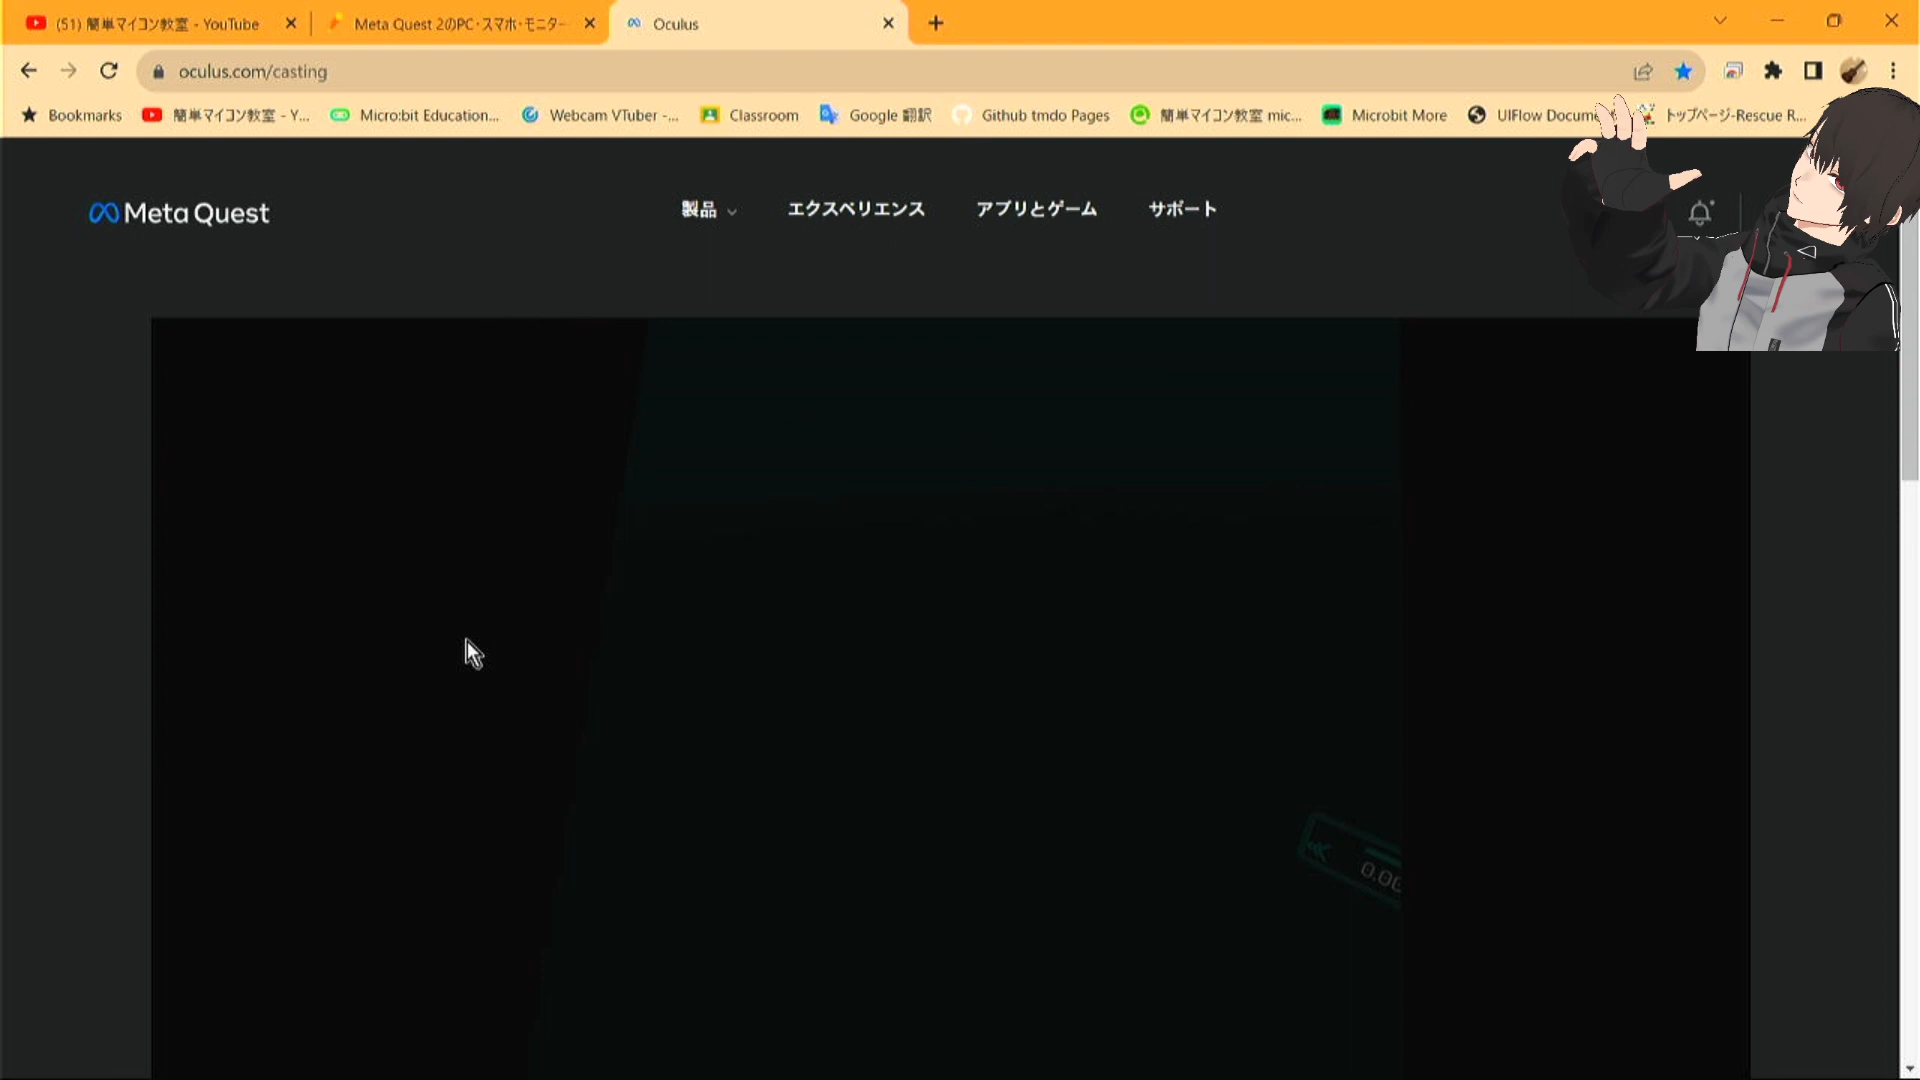 (51) 簡単マイコン教室 - YouTube
Meta Quest 2のPC・スマホ・モニター
Oculus
oculus.com/casting
Bookmarks
簡単マイコン教室 - Y...
Micro:bit Education...
Webcam VTuber -...
Classroom
Google 翻訳
Github tmdo Pages
簡単マイコン教室 mic...
Microbit More
UIFlow Docume
トップページ-Rescue R...
Meta Quest
製品
エクスペリエンス
アプリとゲーム
サポート